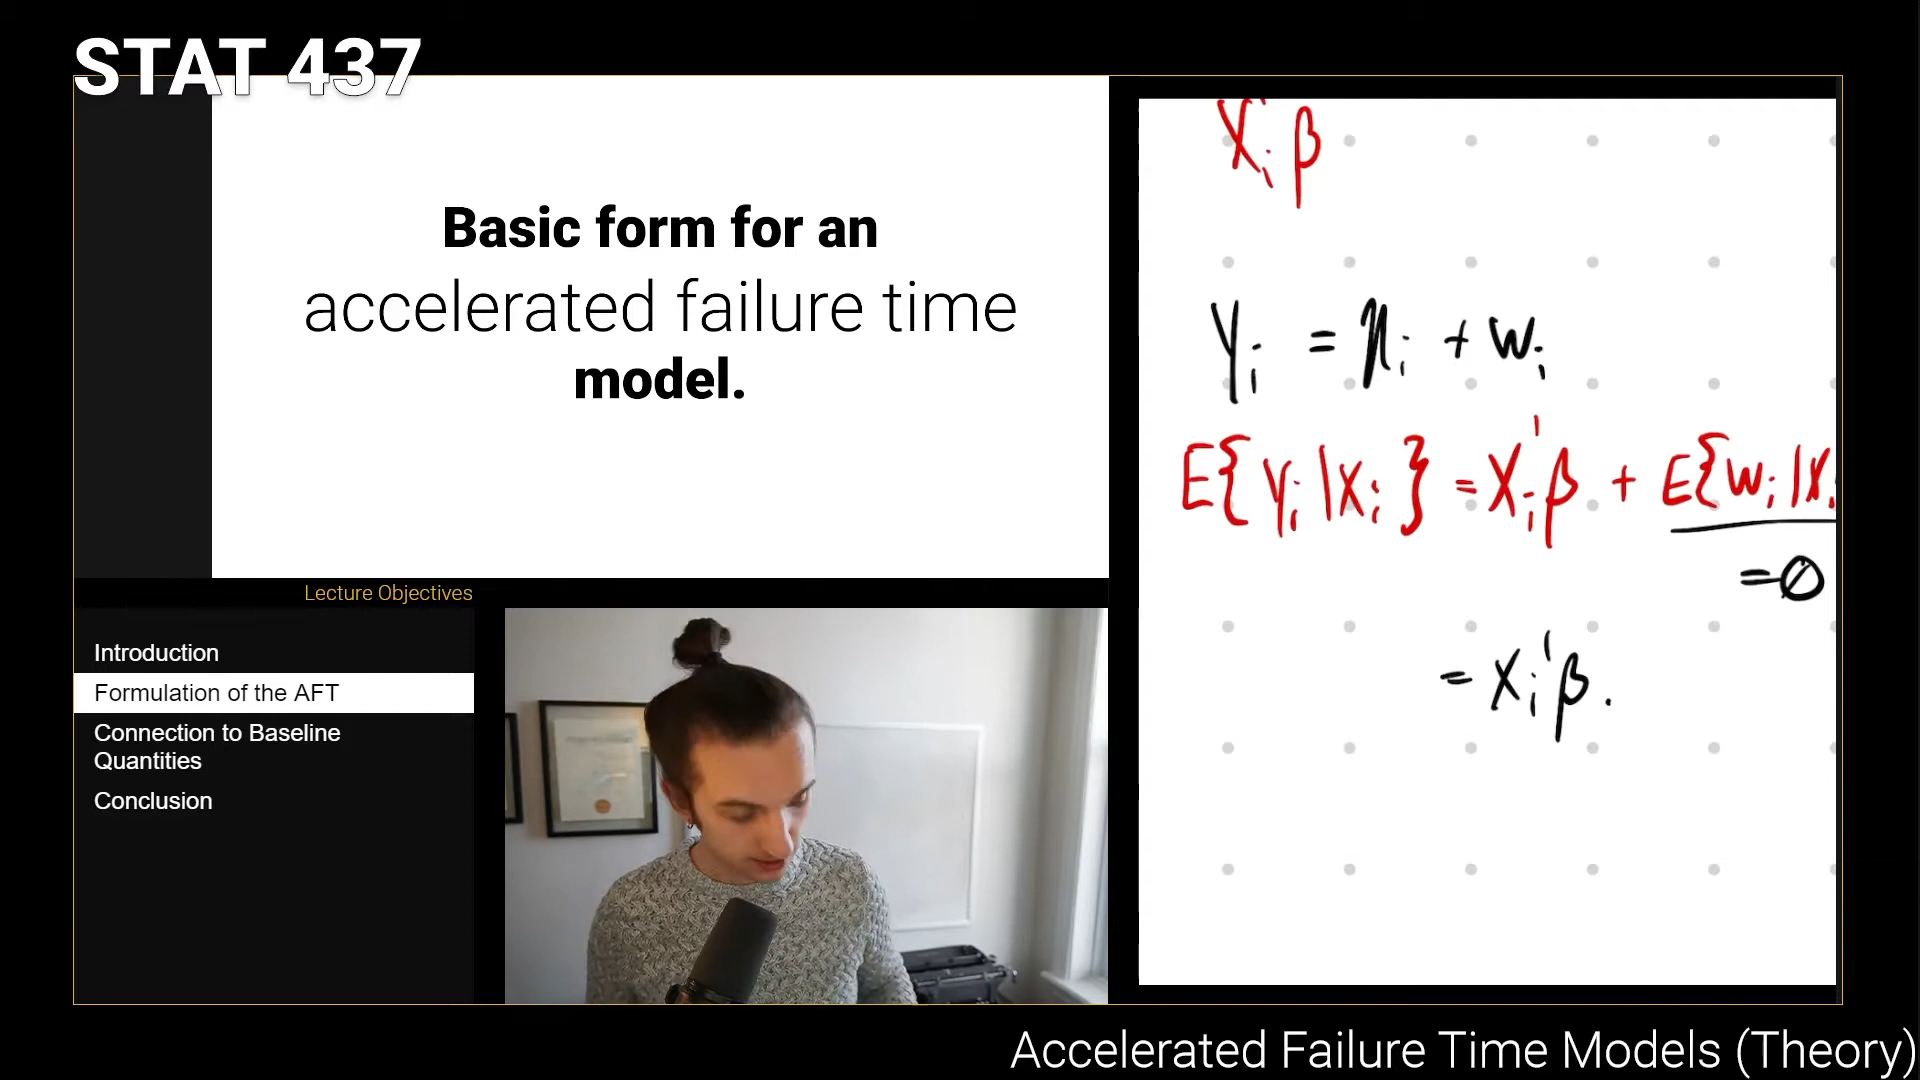 STAT 437
Basic form for an
accelerated failure time
model.
Lecture Objectives
Introduction
Formulation of the AFT
Connection to Baseline
Quantities
Conclusion
Xᵢ'β
Yᵢ = ηᵢ + Wᵢ
E{Yᵢ|Xᵢ} = Xᵢ'β + E{Wᵢ|Xᵢ
=0
= Xᵢ'β.
Accelerated Failure Time Models (Theory)